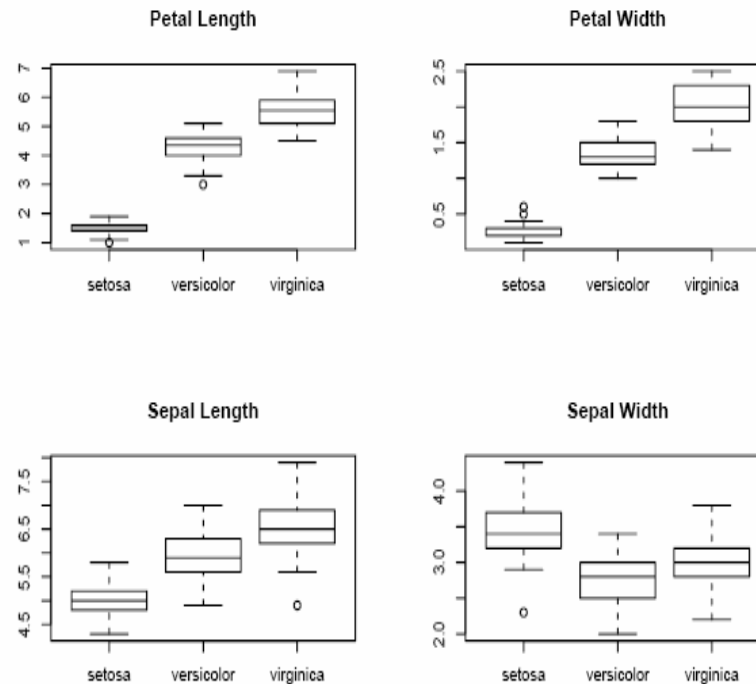 Petal Length
7
6
5
4
3
2
1
setosa versicolor virginica
Petal Width
2.5
1.5
0.5
setosa versicolor virginica
Sepal Length
7.5
6.5
5.5
4.5
setosa versicolor virginica
Sepal Width
4.0
3.0
2.0
setosa versicolor virginica